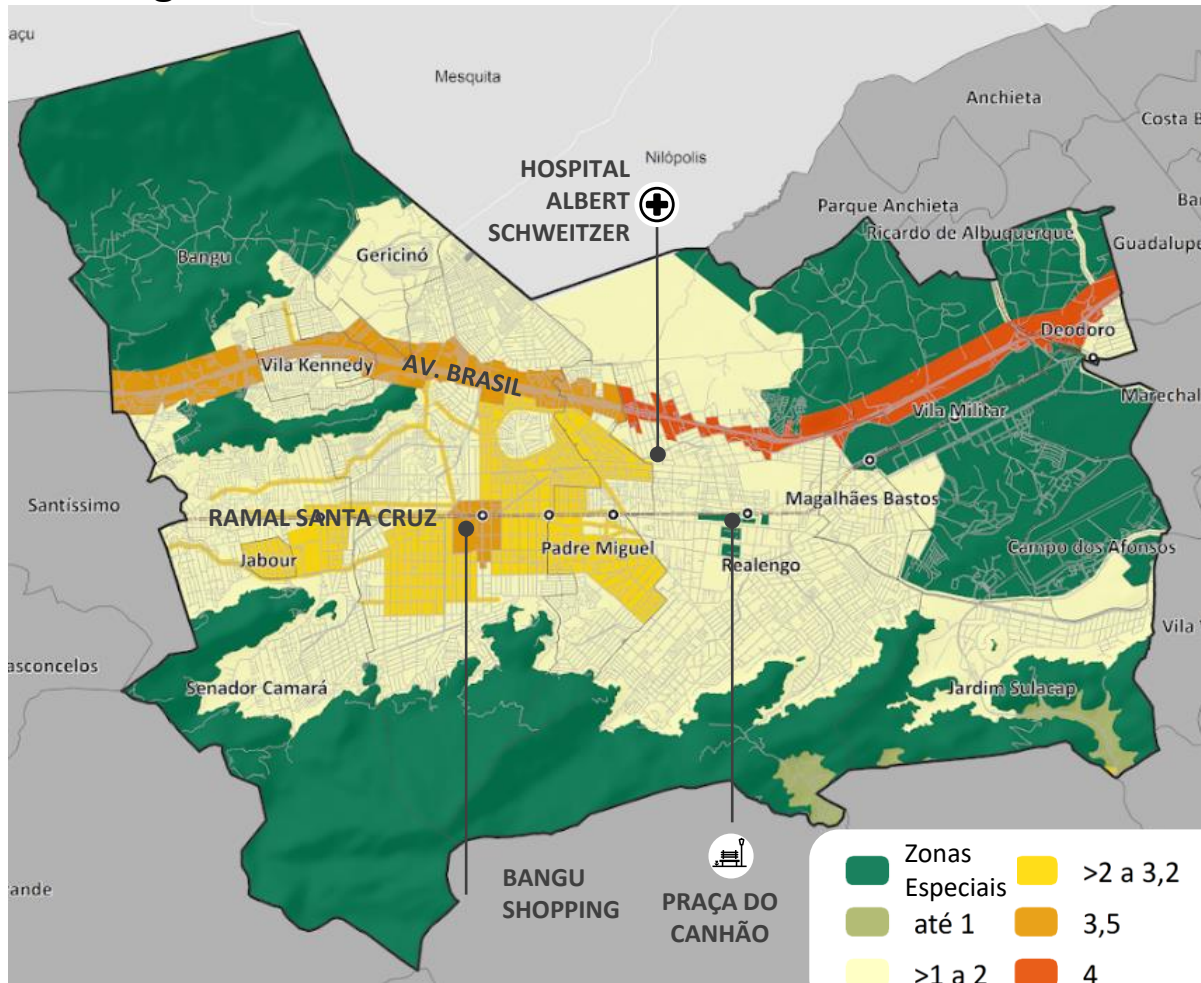 açu
Mesquita
Anchieta
Costa B
Nilópolis
HOSPITAL
ALBERT
SCHWEITZER
Parque Anchieta
Ricardo de Albuquerque
Guadalupe
Bangu
Gericinó
Deodoro
Vila Kennedy
AV. BRASIL
Marechal
Vila Militar
Santíssimo
RAMAL SANTA CRUZ
Magalhães Bastos
Jabour
Padre Miguel
Realengo
Campo dos Afonsos
Vila
asconcelos
Senador Camará
Jardim Sulacap
BANGU
SHOPPING
PRAÇA DO
CANHÃO
Zonas
Especiais
>2 a 3,2
até 1
3,5
>1 a 2
4